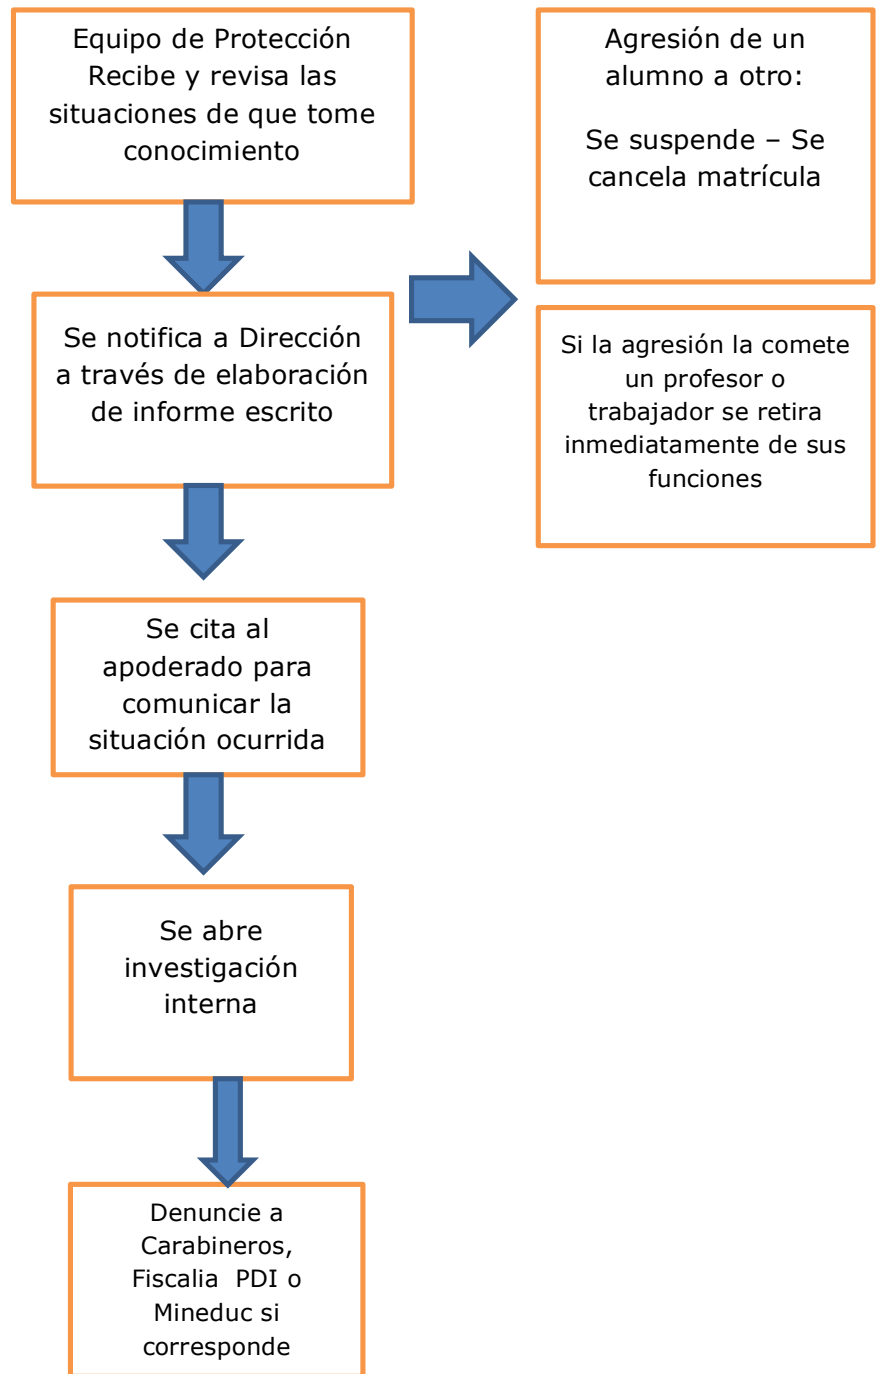 Equipo de Protección
Recibe y revisa las
situaciones de que tome
conocimiento
Agresión de un
alumno a otro:
Se suspende – Se
cancela matrícula
Se notifica a Dirección
a través de elaboración
de informe escrito
Si la agresión la comete
un profesor o
trabajador se retira
inmediatamente de sus
funciones
Se cita al
apoderado para
comunicar la
situación ocurrida
Se abre
investigación
interna
Denuncie a
Carabineros,
Fiscalia PDI o
Mineduc si
corresponde